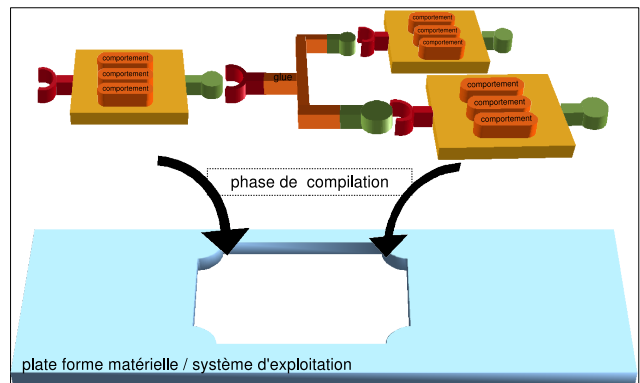 comportement
comportement
comportement
glue
comportement
comportement
comportement
comportement
comportement
comportement
phase de compilation
plate forme matérielle / système d'exploitation